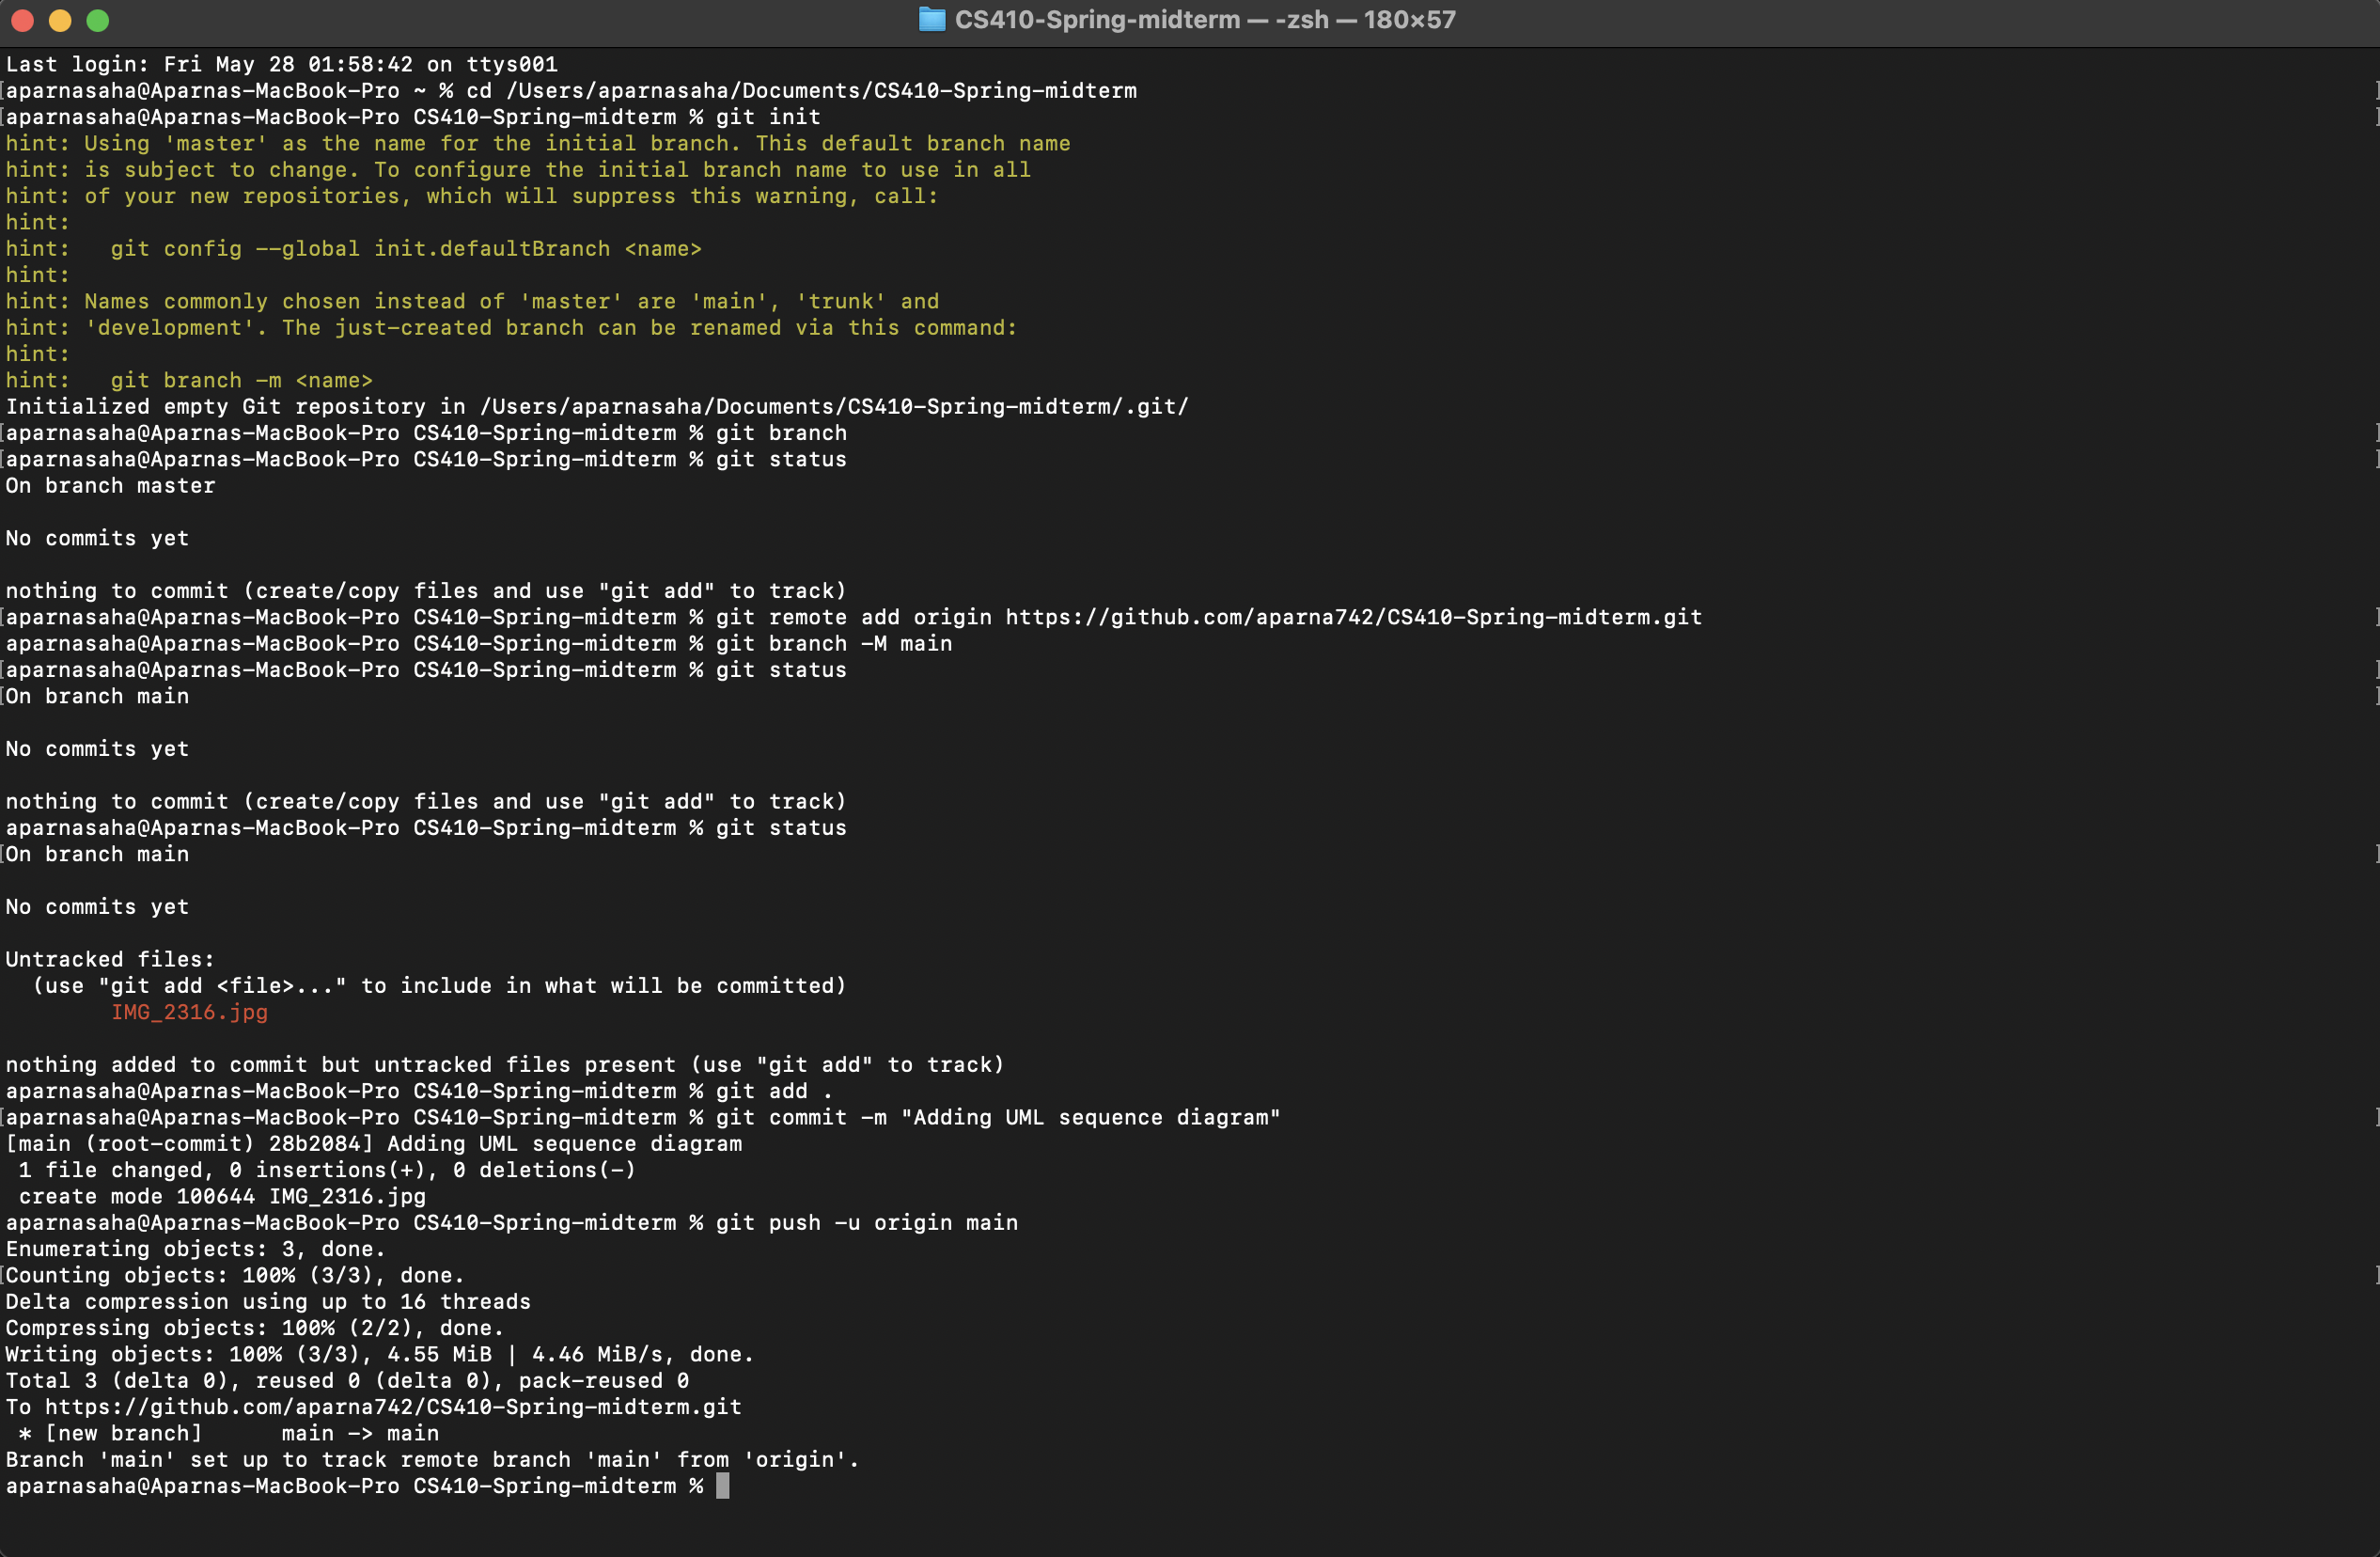 CS410-Spring-midterm — -zsh — 180×57
Last login: Fri May 28 01:58:42 on ttys001
[aparnasaha@Aparnas-MacBook-Pro ~ % cd /Users/aparnasaha/Documents/CS410-Spring-midterm ]
[aparnasaha@Aparnas-MacBook-Pro CS410-Spring-midterm % git init ]
hint: Using 'master' as the name for the initial branch. This default branch name
hint: is subject to change. To configure the initial branch name to use in all
hint: of your new repositories, which will suppress this warning, call:
hint:
hint:   git config --global init.defaultBranch <name>
hint:
hint: Names commonly chosen instead of 'master' are 'main', 'trunk' and
hint: 'development'. The just-created branch can be renamed via this command:
hint:
hint:   git branch -m <name>
Initialized empty Git repository in /Users/aparnasaha/Documents/CS410-Spring-midterm/.git/
[aparnasaha@Aparnas-MacBook-Pro CS410-Spring-midterm % git branch ]
[aparnasaha@Aparnas-MacBook-Pro CS410-Spring-midterm % git status ]
On branch master
No commits yet
nothing to commit (create/copy files and use "git add" to track)
[aparnasaha@Aparnas-MacBook-Pro CS410-Spring-midterm % git remote add origin https://github.com/aparna742/CS410-Spring-midterm.git ]
aparnasaha@Aparnas-MacBook-Pro CS410-Spring-midterm % git branch -M main
[aparnasaha@Aparnas-MacBook-Pro CS410-Spring-midterm % git status ]
[On branch main ]
No commits yet
nothing to commit (create/copy files and use "git add" to track)
aparnasaha@Aparnas-MacBook-Pro CS410-Spring-midterm % git status
[On branch main ]
No commits yet
Untracked files:
  (use "git add <file>..." to include in what will be committed)
        IMG_2316.jpg
nothing added to commit but untracked files present (use "git add" to track)
aparnasaha@Aparnas-MacBook-Pro CS410-Spring-midterm % git add .
[aparnasaha@Aparnas-MacBook-Pro CS410-Spring-midterm % git commit -m "Adding UML sequence diagram" ]
[main (root-commit) 28b2084] Adding UML sequence diagram
 1 file changed, 0 insertions(+), 0 deletions(-)
 create mode 100644 IMG_2316.jpg
aparnasaha@Aparnas-MacBook-Pro CS410-Spring-midterm % git push -u origin main
Enumerating objects: 3, done.
[Counting objects: 100% (3/3), done. ]
Delta compression using up to 16 threads
Compressing objects: 100% (2/2), done.
Writing objects: 100% (3/3), 4.55 MiB | 4.46 MiB/s, done.
Total 3 (delta 0), reused 0 (delta 0), pack-reused 0
To https://github.com/aparna742/CS410-Spring-midterm.git
 * [new branch]      main -> main
Branch 'main' set up to track remote branch 'main' from 'origin'.
aparnasaha@Aparnas-MacBook-Pro CS410-Spring-midterm %